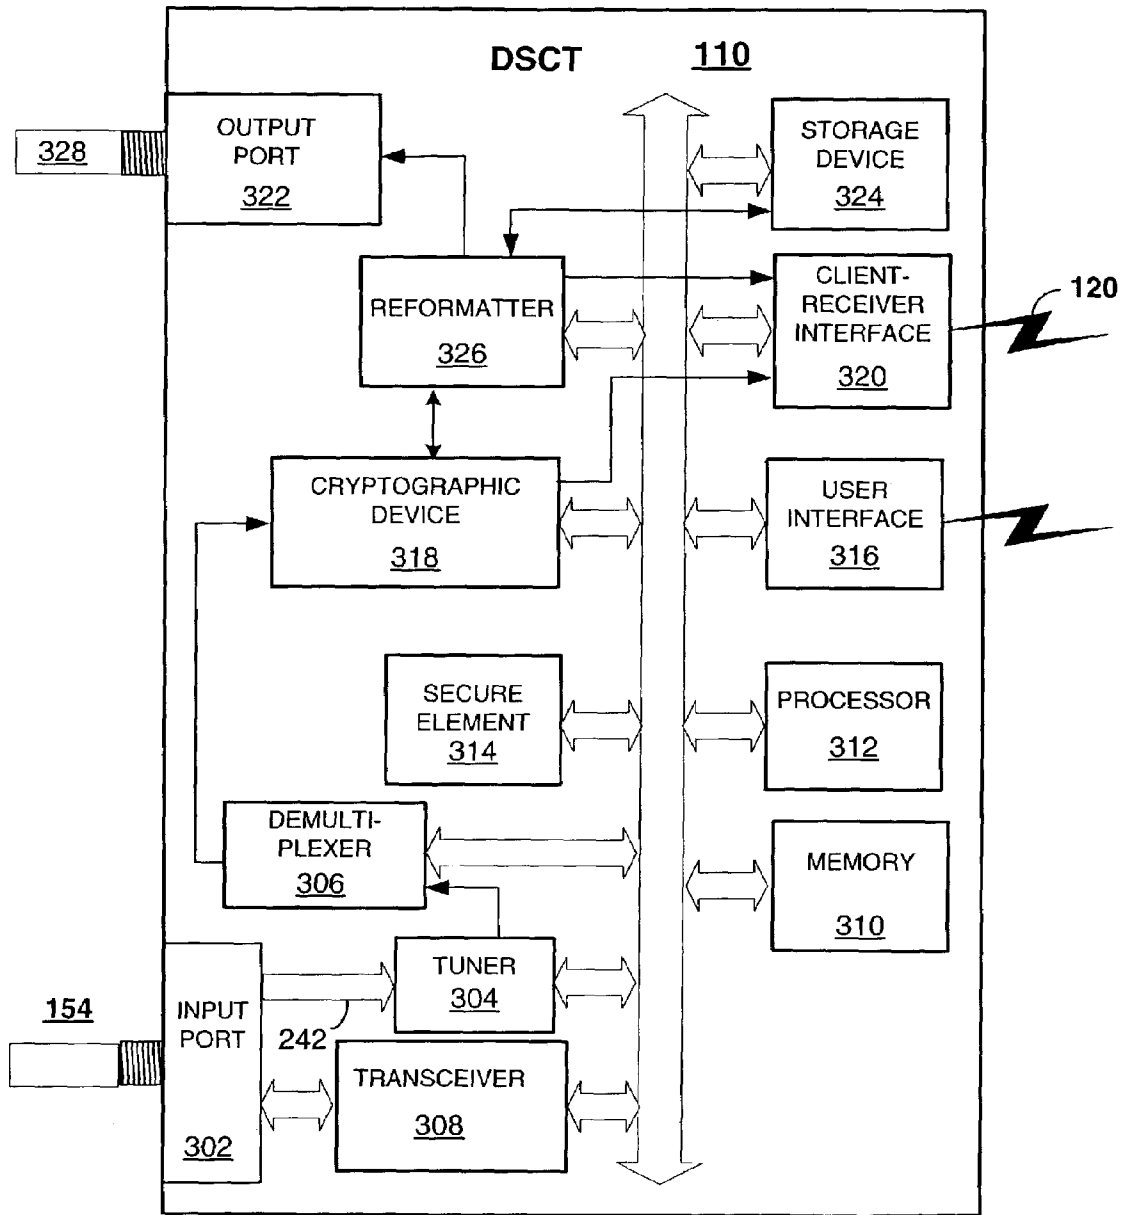 DSCT 110
OUTPUT
PORT
322
328
STORAGE
DEVICE
324
REFORMATTER
326
CLIENT-
RECEIVER
INTERFACE
320
120
CRYPTOGRAPHIC
DEVICE
318
USER
INTERFACE
316
SECURE
ELEMENT
314
PROCESSOR
312
DEMULTI-
PLEXER
306
MEMORY
310
TUNER
304
242
154
INPUT
PORT
302
TRANSCEIVER
308